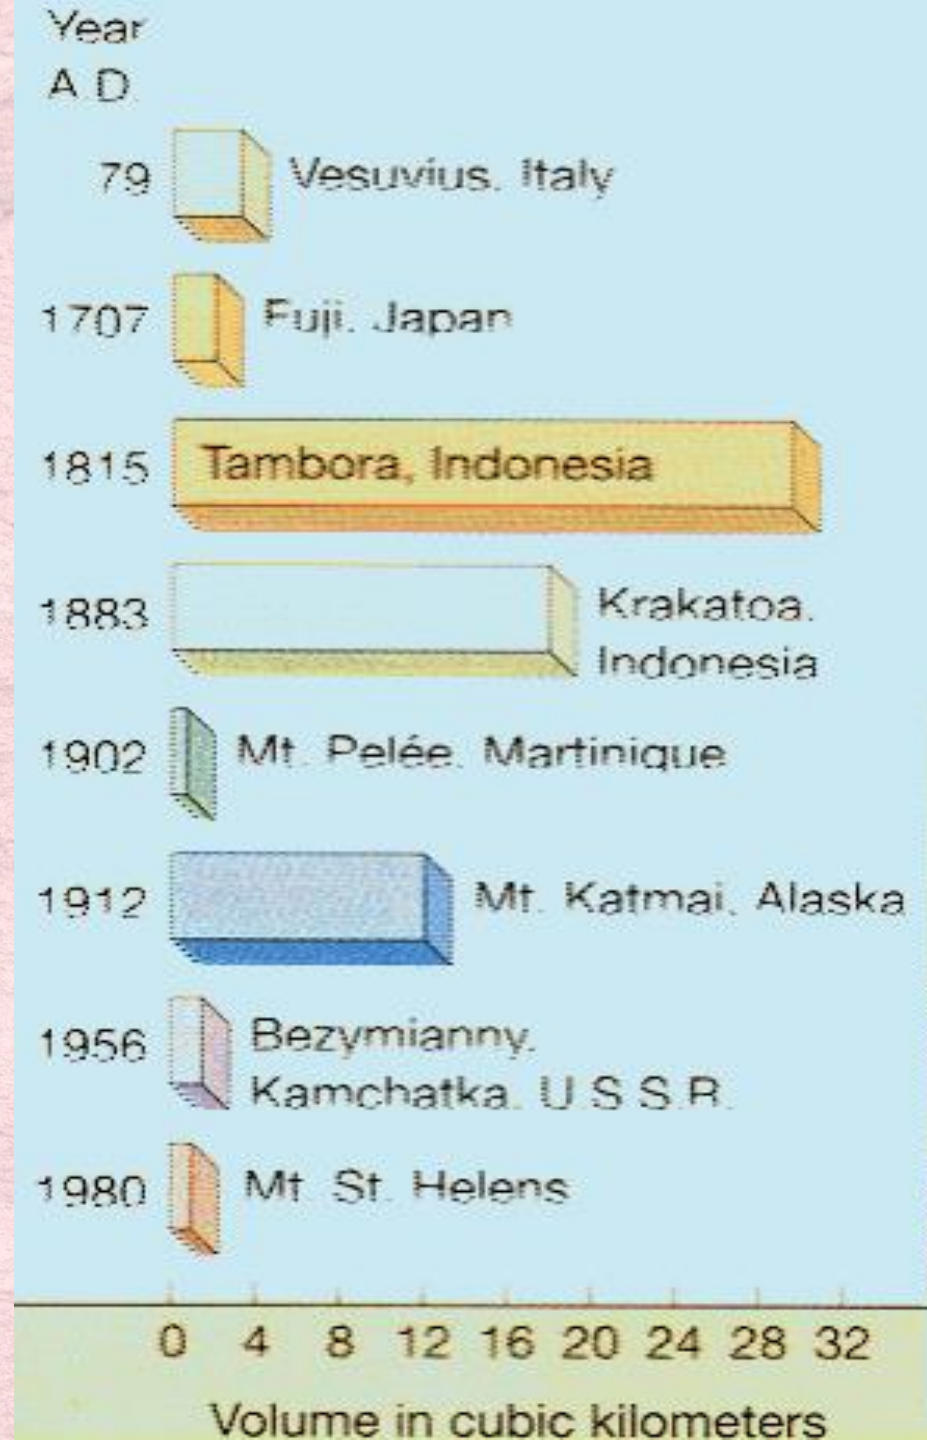 Year
A.D.
79 Vesuvius, Italy
1707 Fuji, Japan
1815 Tambora, Indonesia
1883 Krakatoa,
Indonesia
1902 Mt. Pelée, Martinique
1912 Mt. Katmai, Alaska
1956 Bezymianny,
Kamchatka, U.S.S.R.
1980 Mt. St. Helens
0 4 8 12 16 20 24 28 32
Volume in cubic kilometers